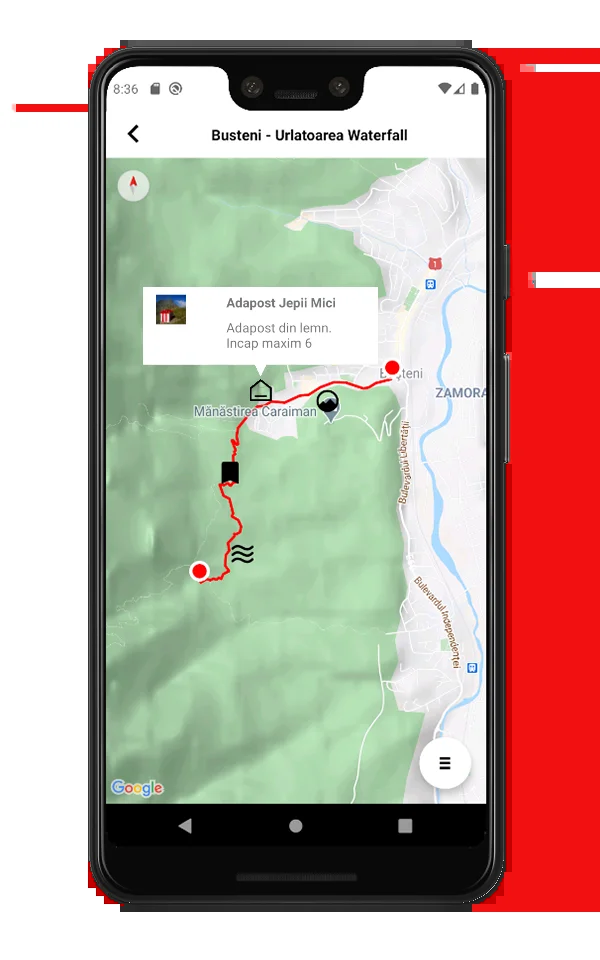 8:36
Busteni - Urlatoarea Waterfall
1
Adapost Jepii Mici
Adapost din lemn.
Incap maxim 6
Bușteni
Mănăstirea Caraiman
ZAMORA
Bulevardul Libertății
Bulevardul Independenței
Google